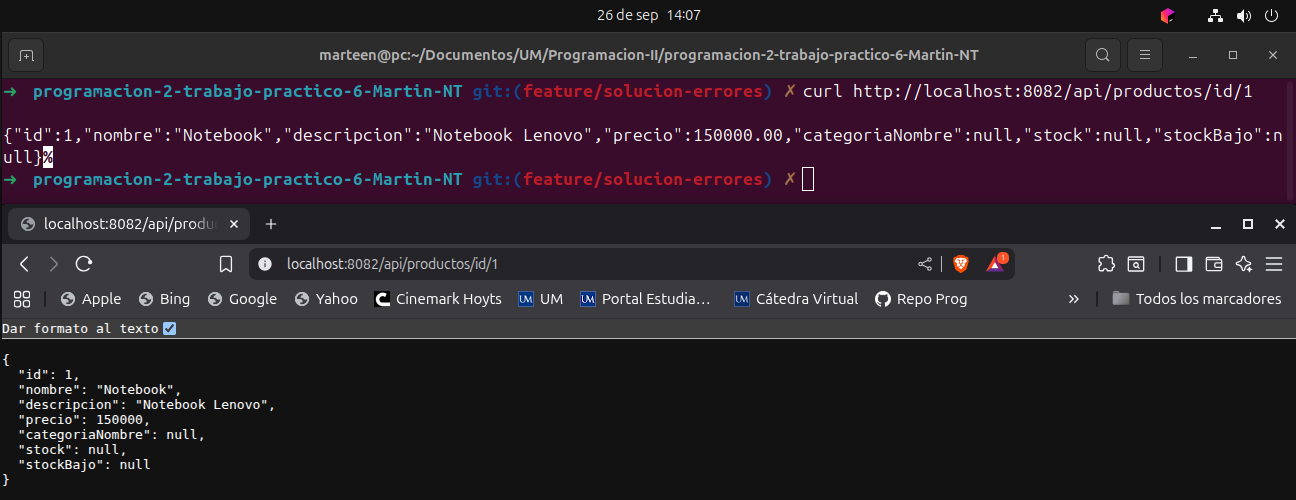 26 de sep 14:07
marteen@pc:~/Documentos/UM/Programacion-II/programacion-2-trabajo-practico-6-Martin-NT
➜ programacion-2-trabajo-practico-6-Martin-NT git:(feature/solucion-errores) ✗ curl http://localhost:8082/api/productos/id/1
{"id":1,"nombre":"Notebook","descripcion":"Notebook Lenovo","precio":150000.00,"categoriaNombre":null,"stock":null,"stockBajo":n
ull}%
➜ programacion-2-trabajo-practico-6-Martin-NT git:(feature/solucion-errores) ✗
localhost:8082/api/produ
localhost:8082/api/productos/id/1
1
Apple Bing Google Yahoo Cinemark Hoyts UM UM Portal Estudia… UM Cátedra Virtual Repo Prog » Todos los marcadores
Dar formato al texto
{
"id": 1,
"nombre": "Notebook",
"descripcion": "Notebook Lenovo",
"precio": 150000,
"categoriaNombre": null,
"stock": null,
"stockBajo": null
}